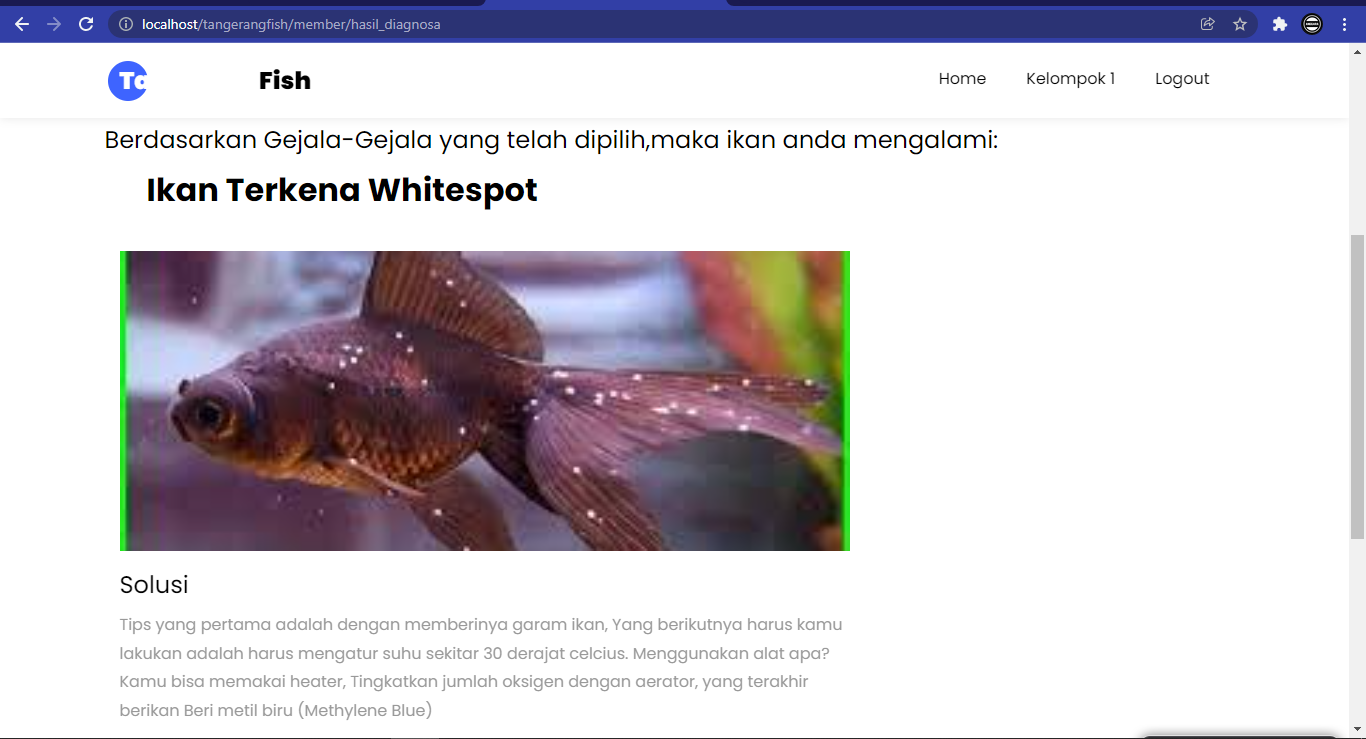 localhost/tangerangfish/member/hasil_diagnosa
Ta Fish Home Kelompok 1 Logout
Berdasarkan Gejala-Gejala yang telah dipilih,maka ikan anda mengalami:
Ikan Terkena Whitespot
Solusi
Tips yang pertama adalah dengan memberinya garam ikan, Yang berikutnya harus kamu
lakukan adalah harus mengatur suhu sekitar 30 derajat celcius. Menggunakan alat apa?
Kamu bisa memakai heater, Tingkatkan jumlah oksigen dengan aerator, yang terakhir
berikan Beri metil biru (Methylene Blue)